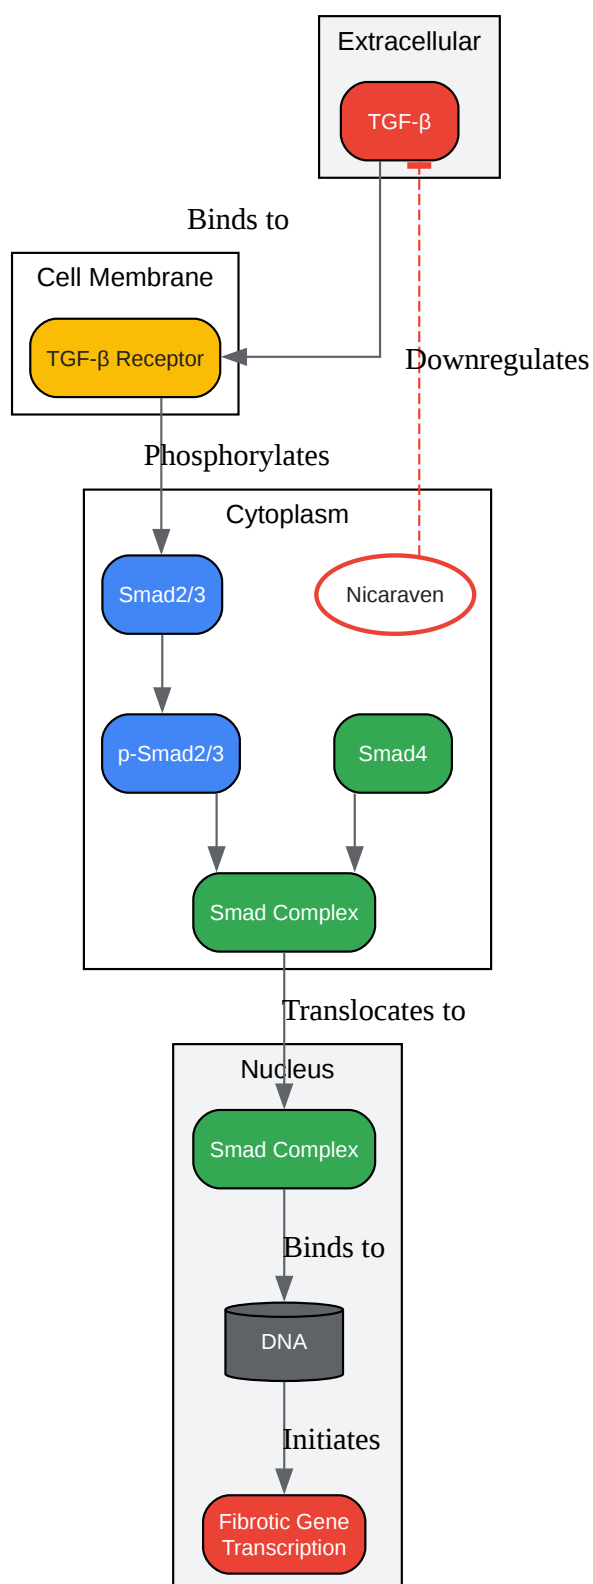 Extracellular
TGF-β
Binds to
Cell Membrane
TGF-β Receptor
Downregulates
Phosphorylates
Cytoplasm
Smad2/3
Nicaraven
p-Smad2/3
Smad4
Smad Complex
Translocates to
Nucleus
Smad Complex
Binds to
DNA
Initiates
Fibrotic Gene
Transcription